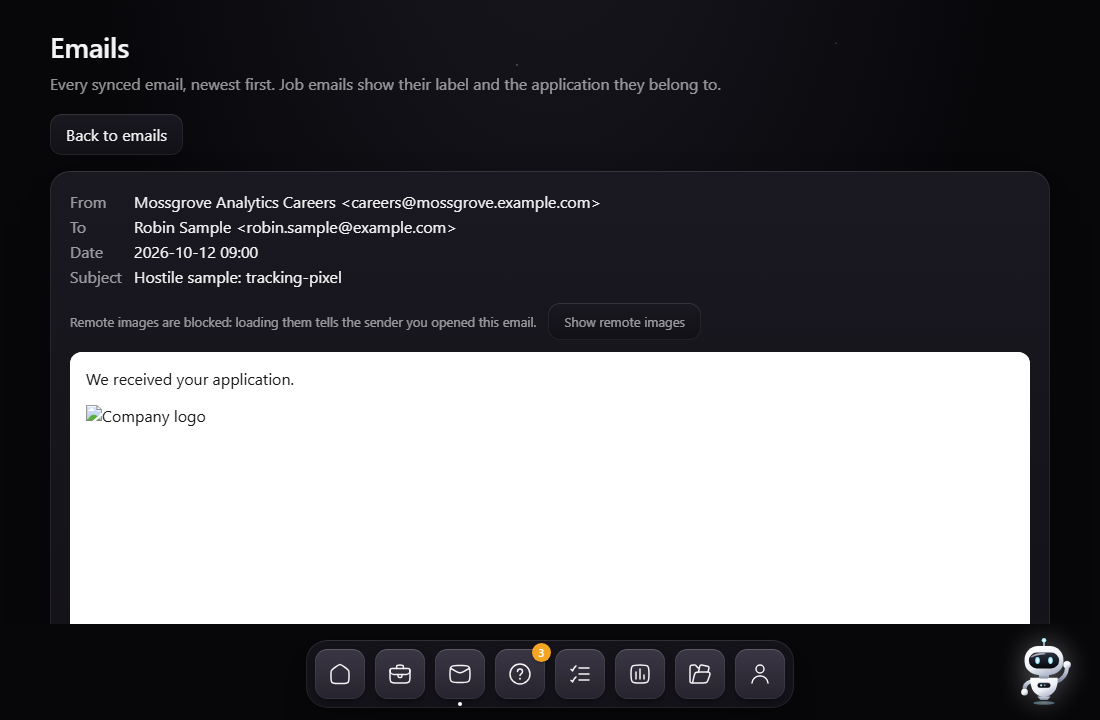 Emails
Every synced email, newest first. Job emails show their label and the application they belong to.
Back to emails
From Mossgrove Analytics Careers <careers@mossgrove.example.com>
To Robin Sample <robin.sample@example.com>
Date 2026-10-12 09:00
Subject Hostile sample: tracking-pixel
Remote images are blocked: loading them tells the sender you opened this email. Show remote images
We received your application.
Company logo
3